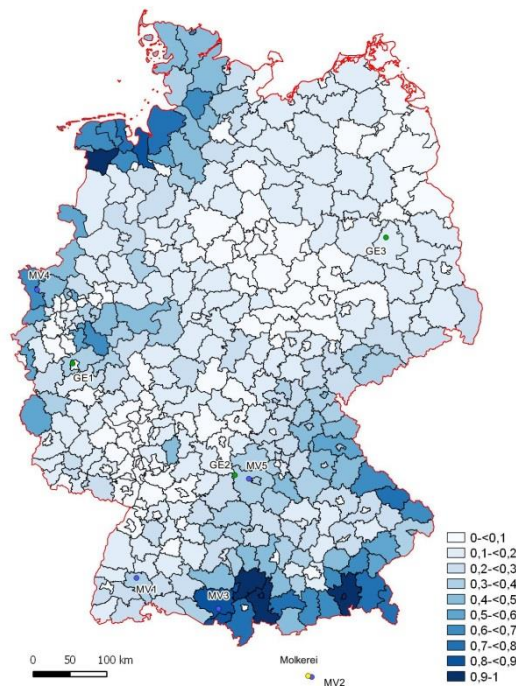 GE3
MV4
GE1
GE2
MV5
MV1
MV3
0-<0,1
0,1-<0,2
0,2-<0,3
0,3-<0,4
0,4-<0,5
0,5-<0,6
0,6-<0,7
0,7-<0,8
0,8-<0,9
0,9-1
0 50 100 km
Molkerei
MV2